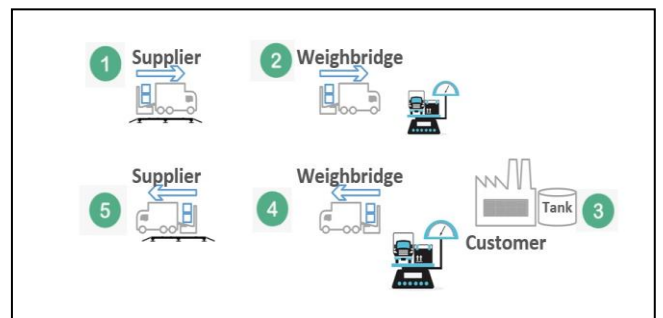 1 Supplier
2 Weighbridge
5 Supplier
4 Weighbridge
Tank 3
Customer